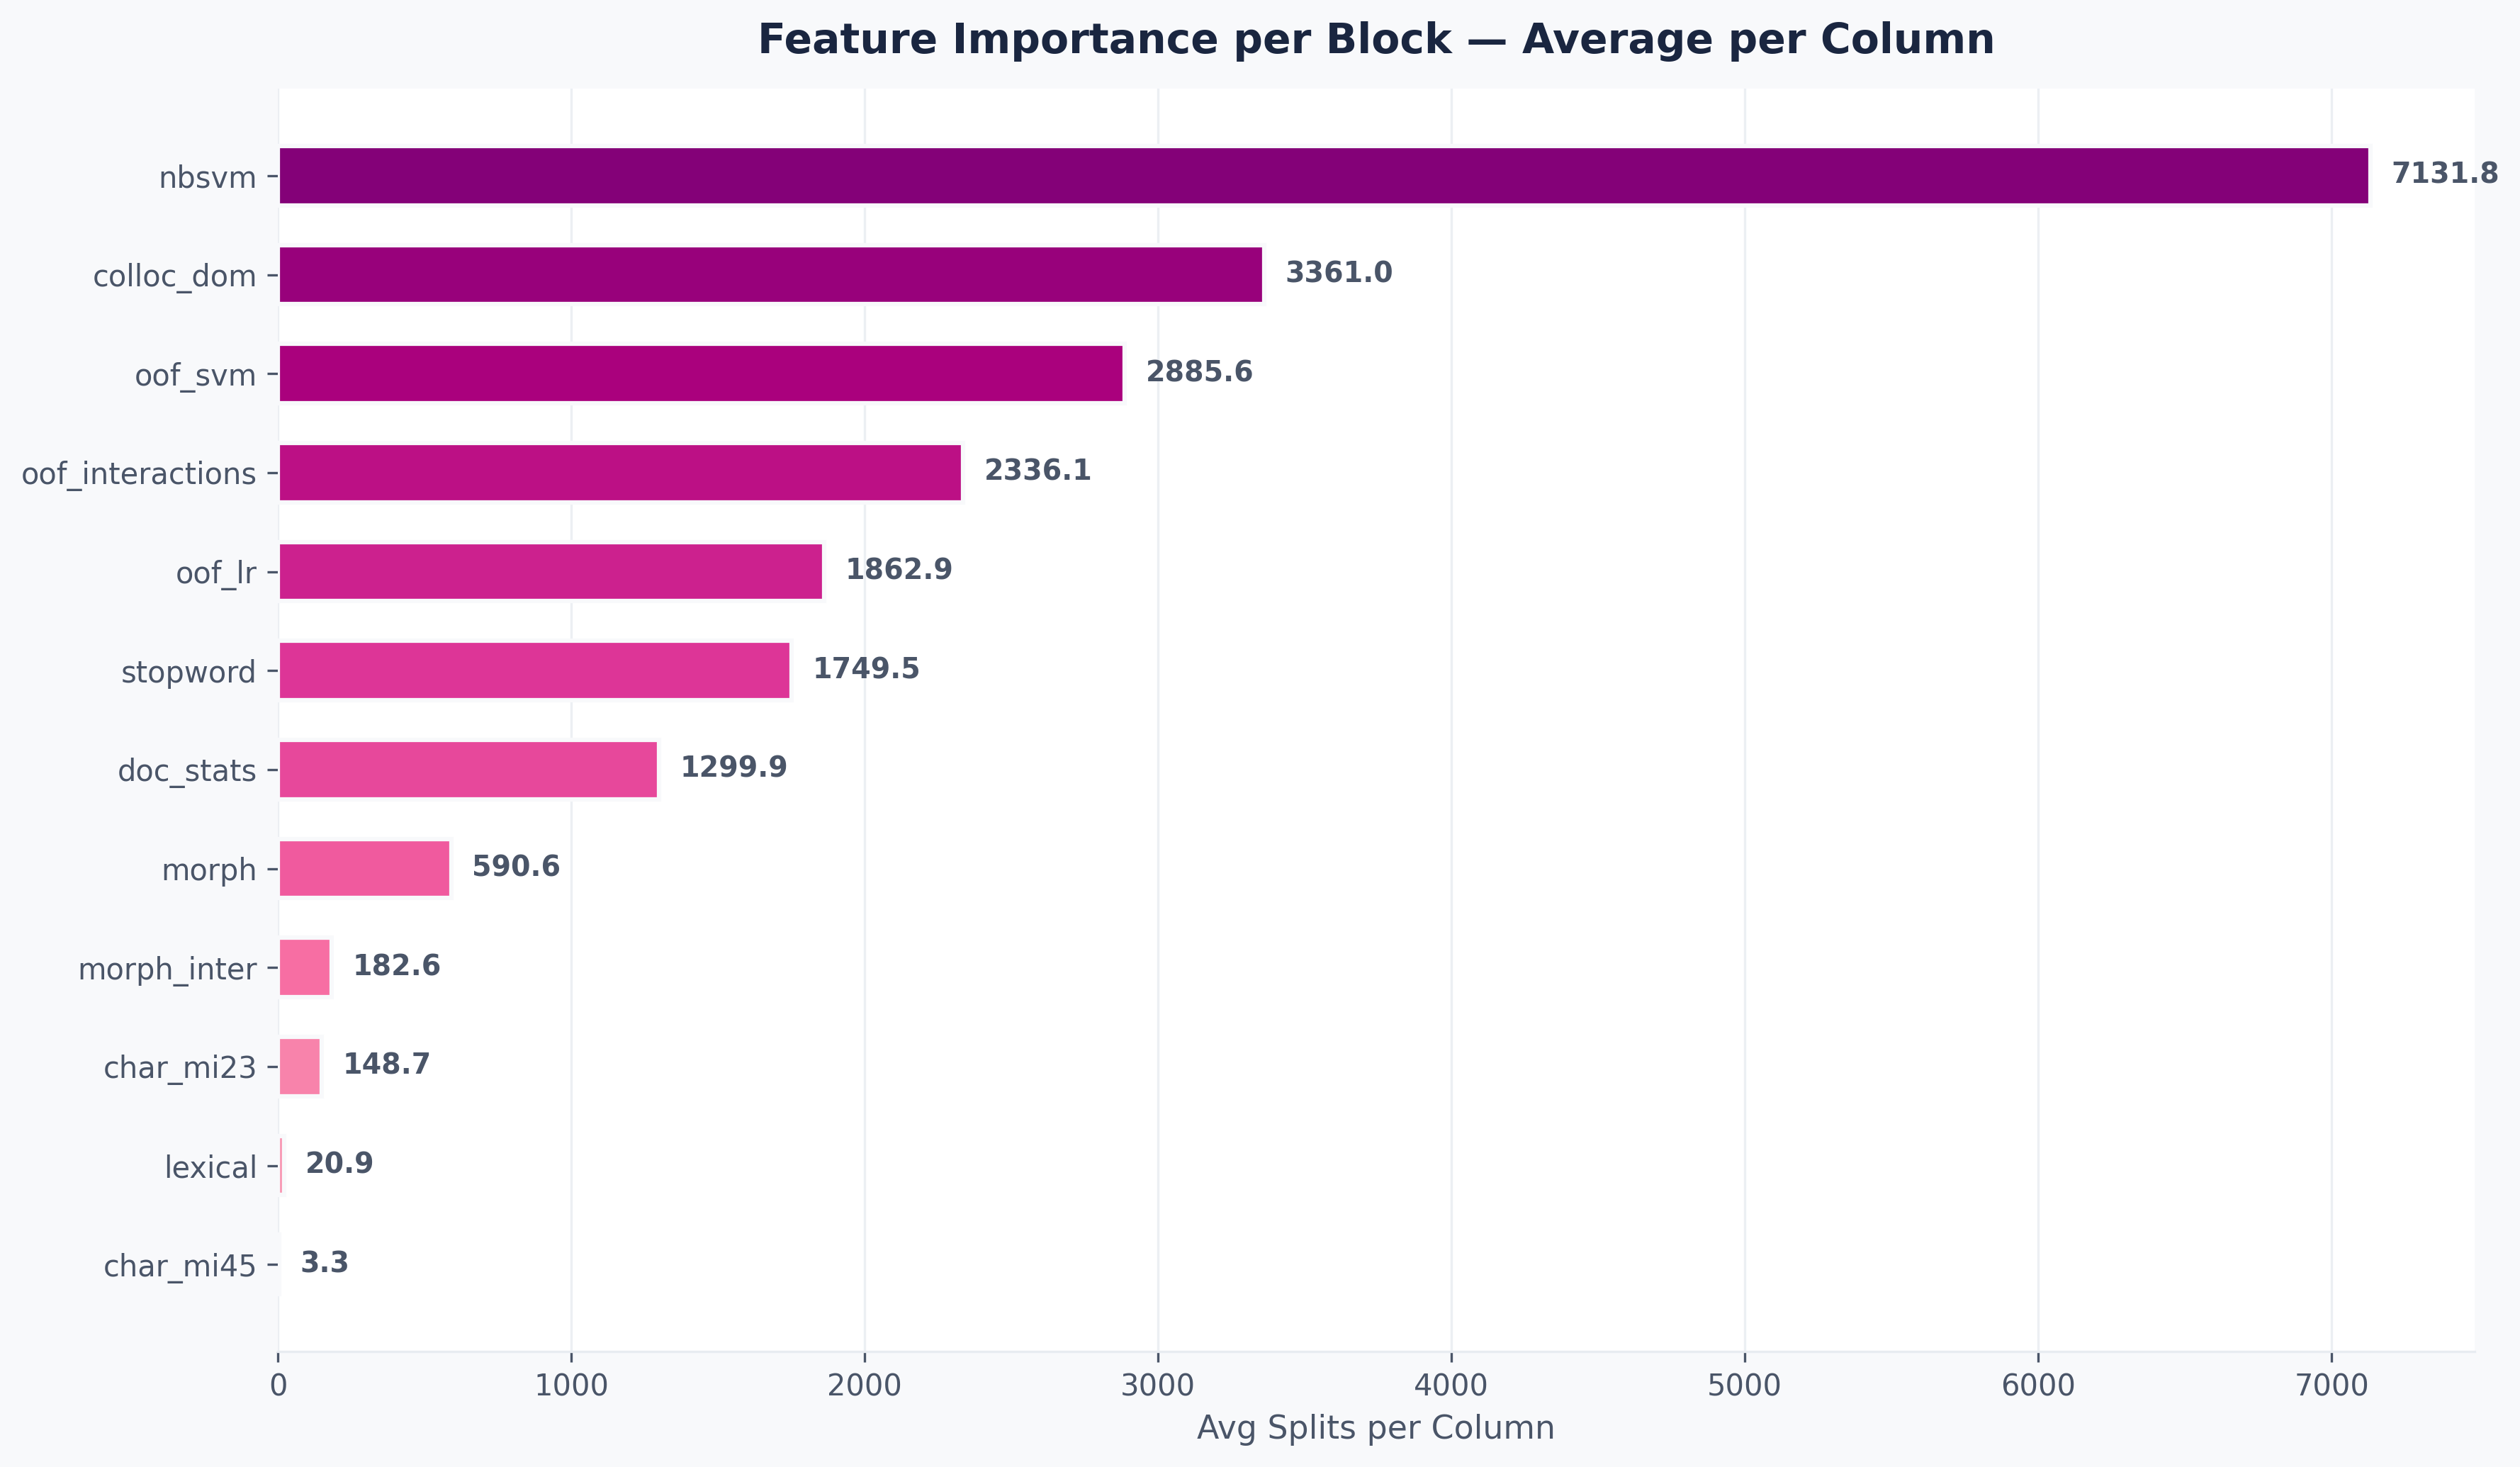 Feature Importance per Block — Average per Column
nbsvm 7131.8
colloc_dom 3361.0
oof_svm 2885.6
oof_interactions 2336.1
oof_lr 1862.9
stopword 1749.5
doc_stats 1299.9
morph 590.6
morph_inter 182.6
char_mi23 148.7
lexical 20.9
char_mi45 3.3
0 1000 2000 3000 4000 5000 6000 7000
Avg Splits per Column